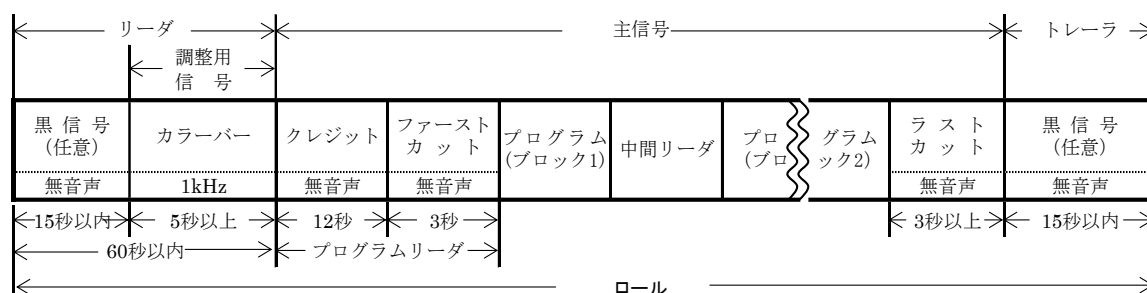 リーダ 主信号 トレーラ
調整用
信 号
黒 信 号
(任意)
無音声
カラーバー
1kHz
クレジット
無音声
ファースト
カ ッ ト
無音声
プログラム
(ブロック1)
中間リーダ
プロ グラム
(ブロ ック2)
ラ ス ト
カ ッ ト
無音声
黒 信 号
(任意)
無音声
15秒以内 5秒以上 12秒 3秒 3秒以上 15秒以内
60秒以内 プログラムリーダ
ロール